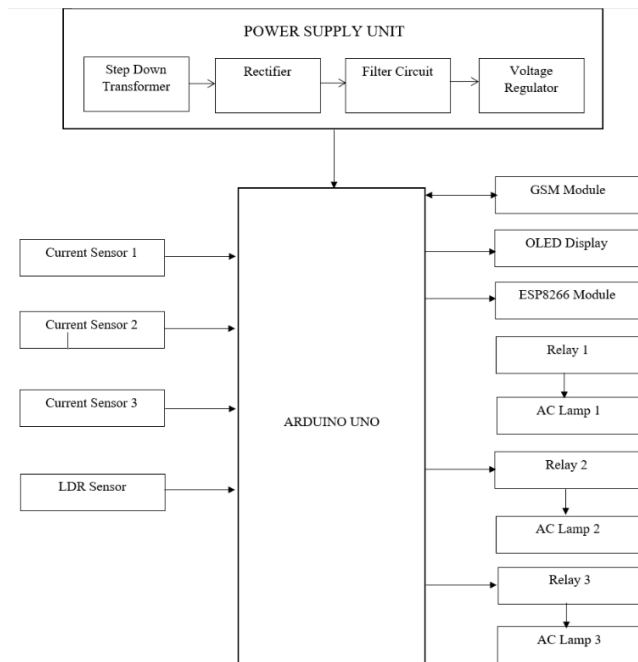 POWER SUPPLY UNIT
Step Down
Transformer
Rectifier
Filter Circuit
Voltage
Regulator
GSM Module
Current Sensor 1
OLED Display
ESP8266 Module
Current Sensor 2
Relay 1
Current Sensor 3
AC Lamp 1
ARDUINO UNO
Relay 2
LDR Sensor
AC Lamp 2
Relay 3
AC Lamp 3